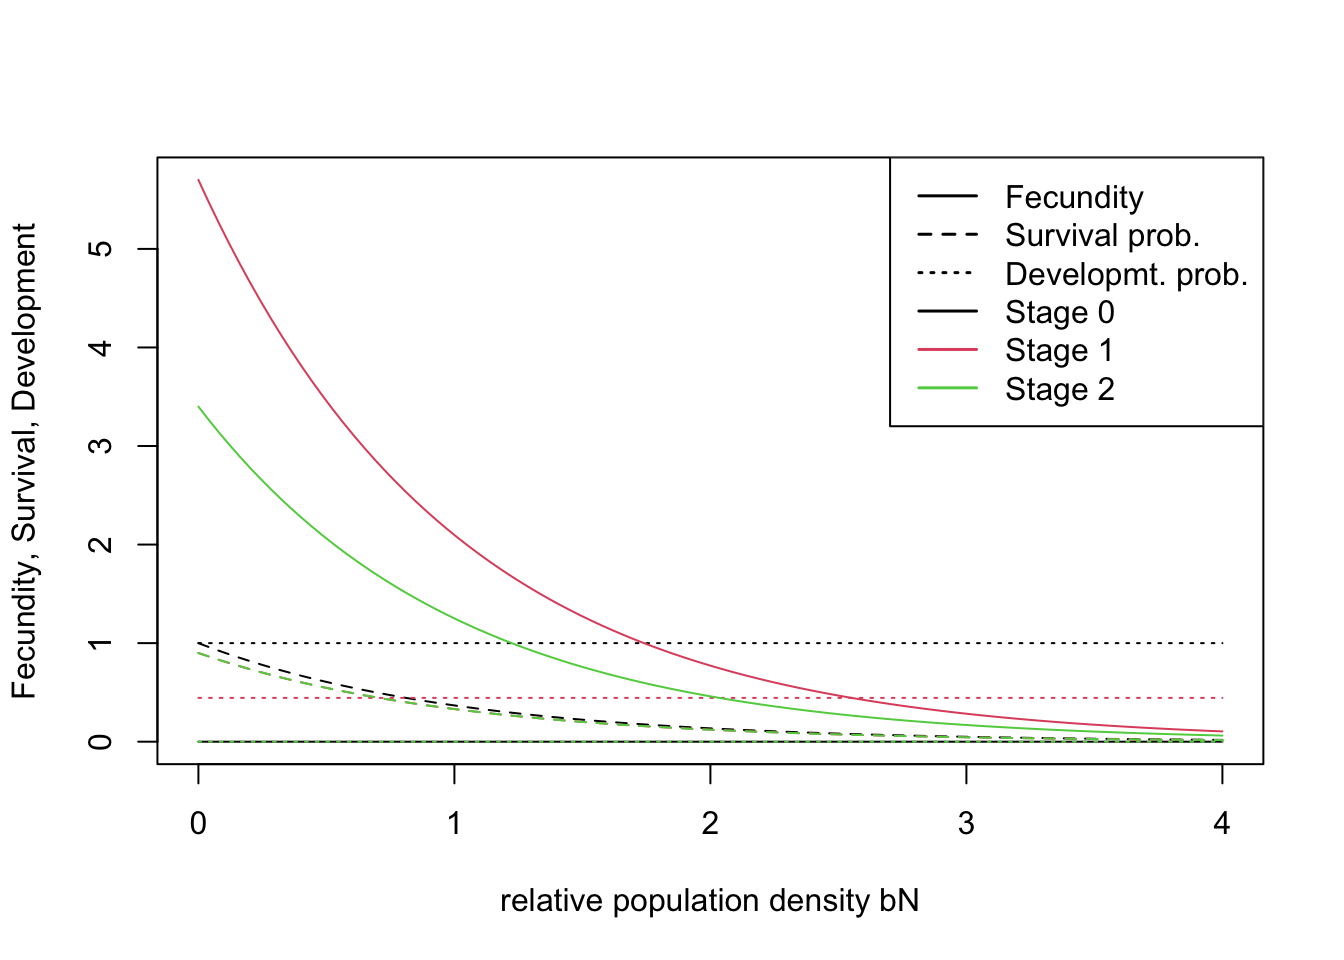 Fecundity, Survival, Development
5
4
3
2
1
0
Fecundity
Survival prob.
Developmt. prob.
Stage 0
Stage 1
Stage 2
0 1 2 3 4
relative population density bN